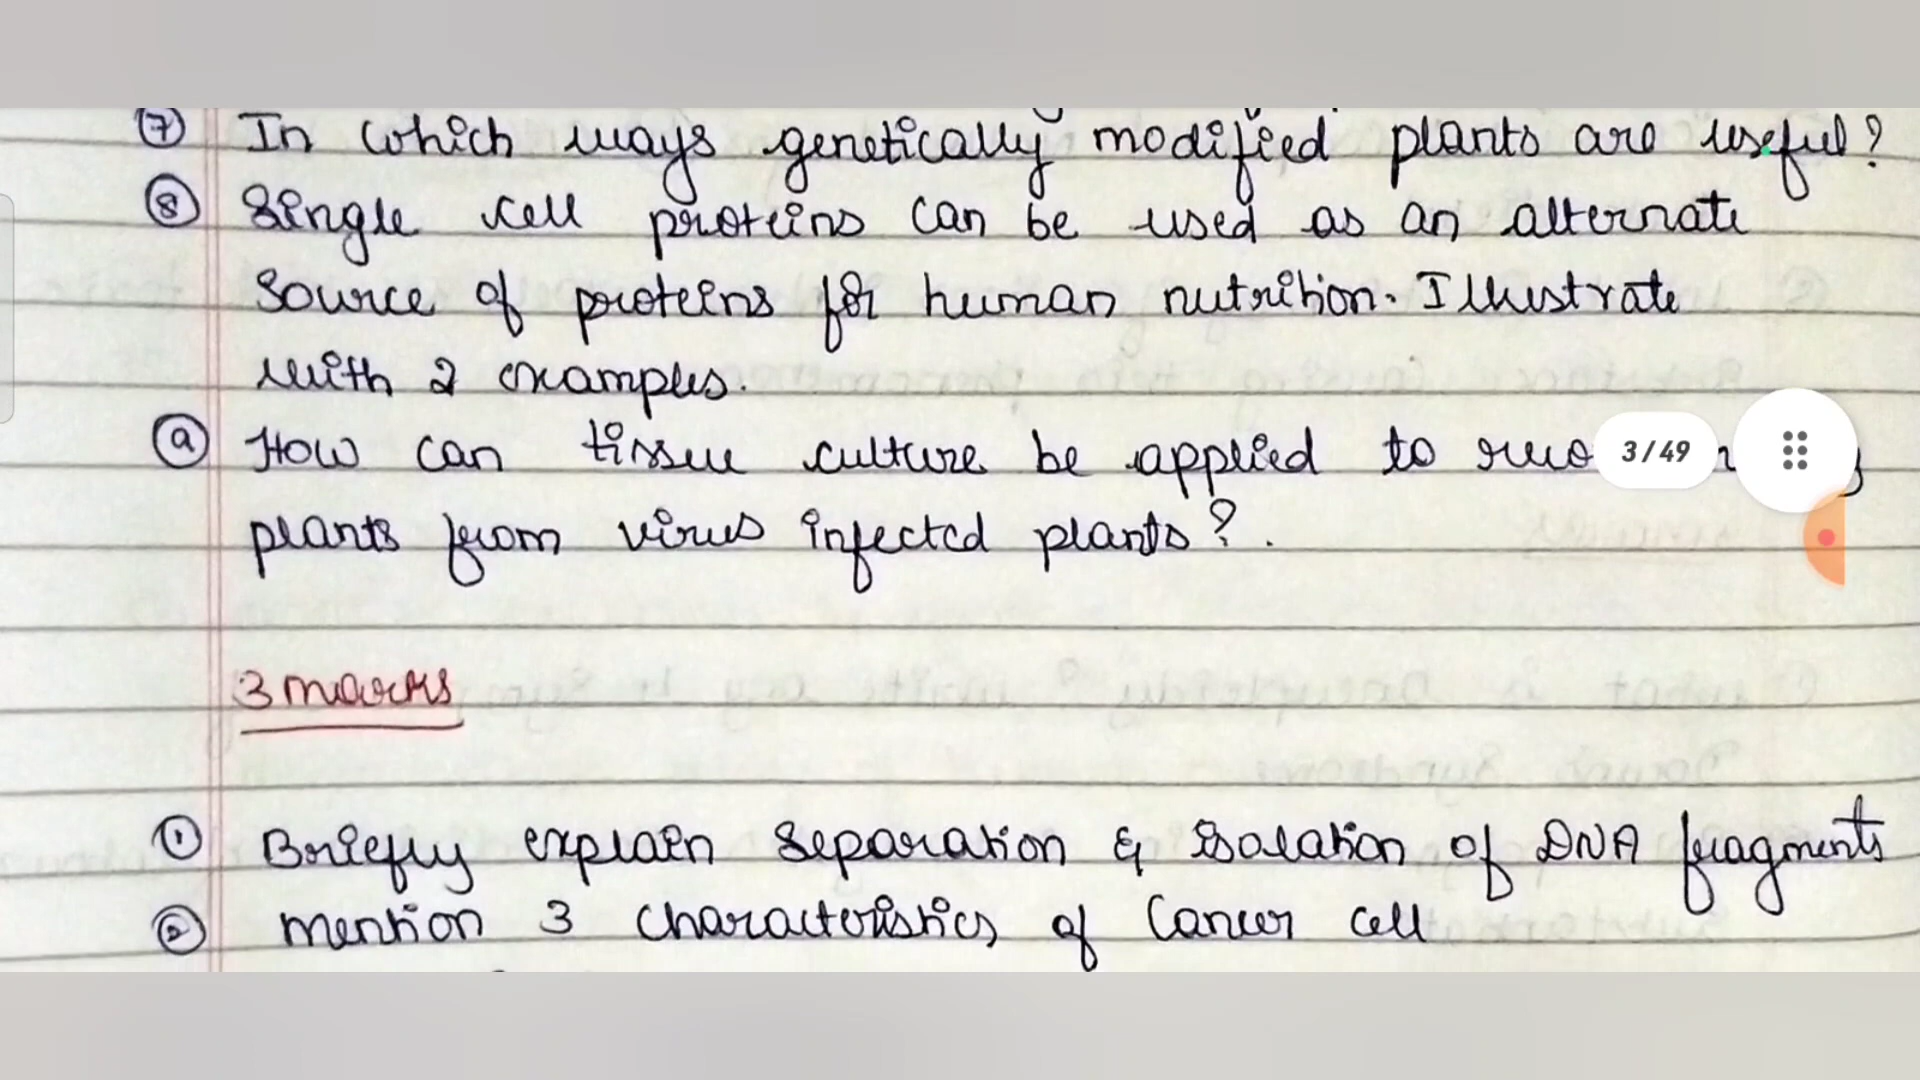 7 In which ways genetically modified plants are useful?
8 Single cell proteins can be used as an alternate
source of proteins for human nutrition. Illustrate
with 2 examples.
9 How can tissue culture be applied to
3/49
plants from virus infected plants?.
3 marks
1 Briefly explain separation & isolation of DNA fragments
2 mention 3 characteristics of Cancer cell